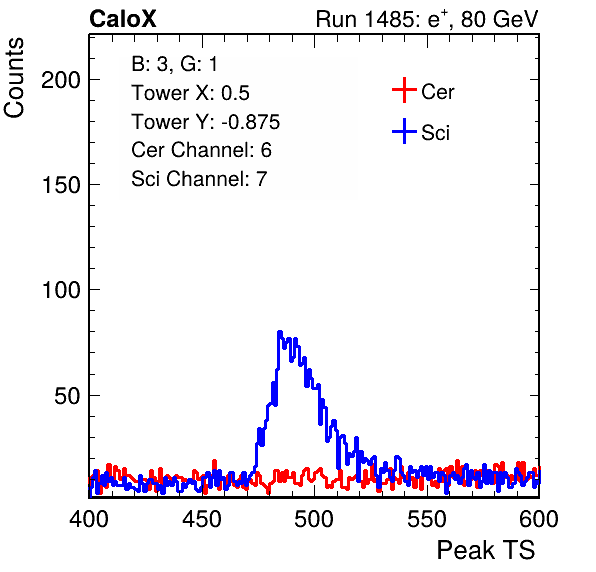 CaloX Run 1485: e+, 80 GeV
Counts
B: 3, G: 1
Tower X: 0.5
Tower Y: -0.875
Cer Channel: 6
Sci Channel: 7
Cer
Sci
200
150
100
50
400 450 500 550 600
Peak TS